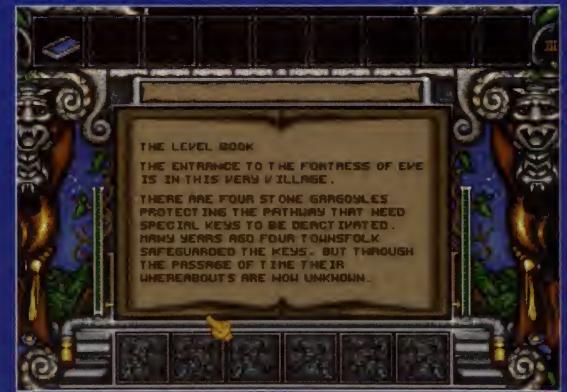 THE LEVEL BOOK
THE ENTRANCE TO THE FORTRESS OF EVE
IS IN THIS VERY VILLAGE.
THERE ARE FOUR STONE GARGOYLES
PROTECTING THE PATHWAY THAT NEED
SPECIAL KEYS TO BE DEACTIVATED.
MANY YEARS AGO FOUR TOWNSFOLK
SAFEGUARDED THE KEYS. BUT THROUGH
THE PASSAGE OF TIME THEIR
WHEREABOUTS ARE NOW UNKNOWN.